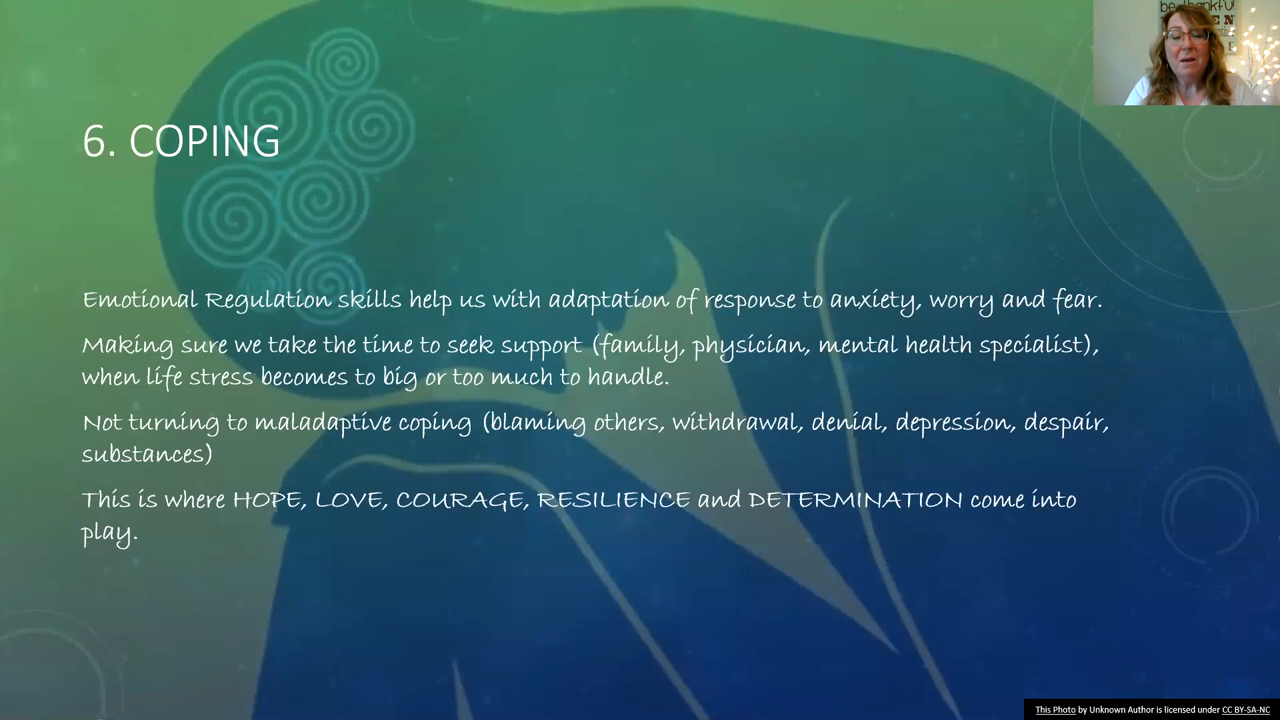 be thankful
6. COPING
Emotional Regulation skills help us with adaptation of response to anxiety, worry and fear.
Making sure we take the time to seek support (family, physician, mental health specialist),
when life stress becomes to big or too much to handle.
Not turning to maladaptive coping (blaming others, withdrawal, denial, depression, despair,
substances)
This is where HOPE, LOVE, COURAGE, RESILIENCE and DETERMINATION come into
play.
This Photo by Unknown Author is licensed under CC BY-SA-NC